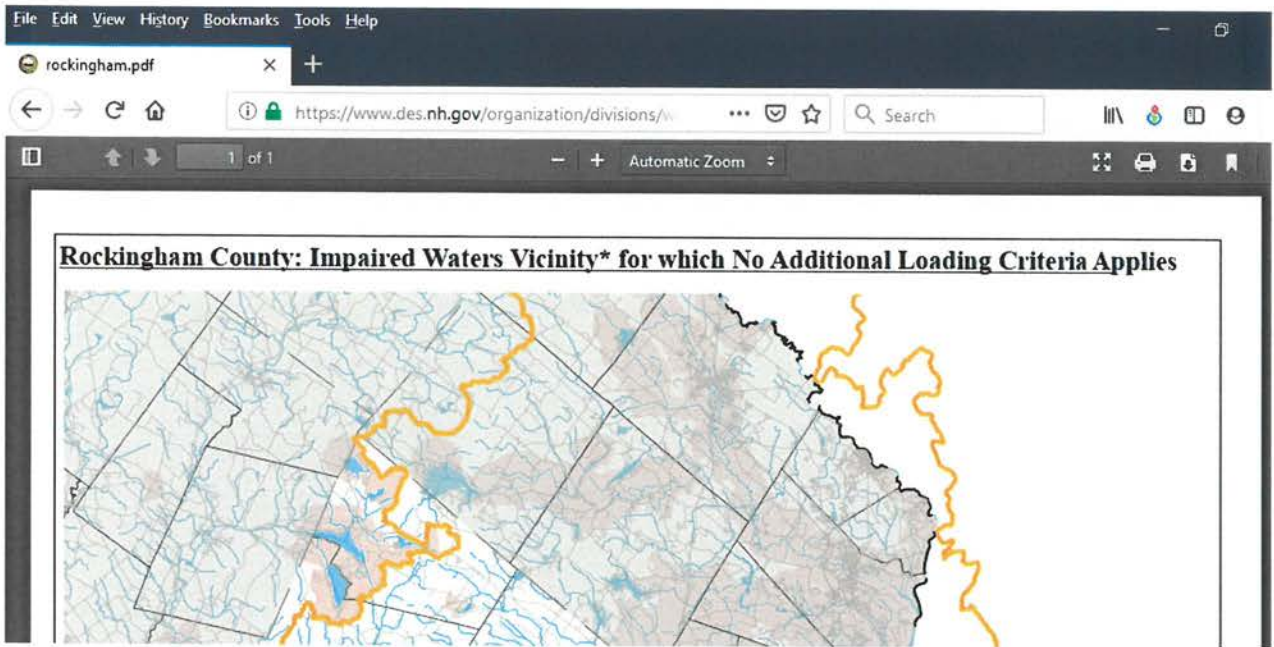 File Edit View History Bookmarks Tools Help
rockingham.pdf
https://www.des.nh.gov/organization/divisions/w
Search
1 of 1
Automatic Zoom
Rockingham County: Impaired Waters Vicinity* for which No Additional Loading Criteria Applies